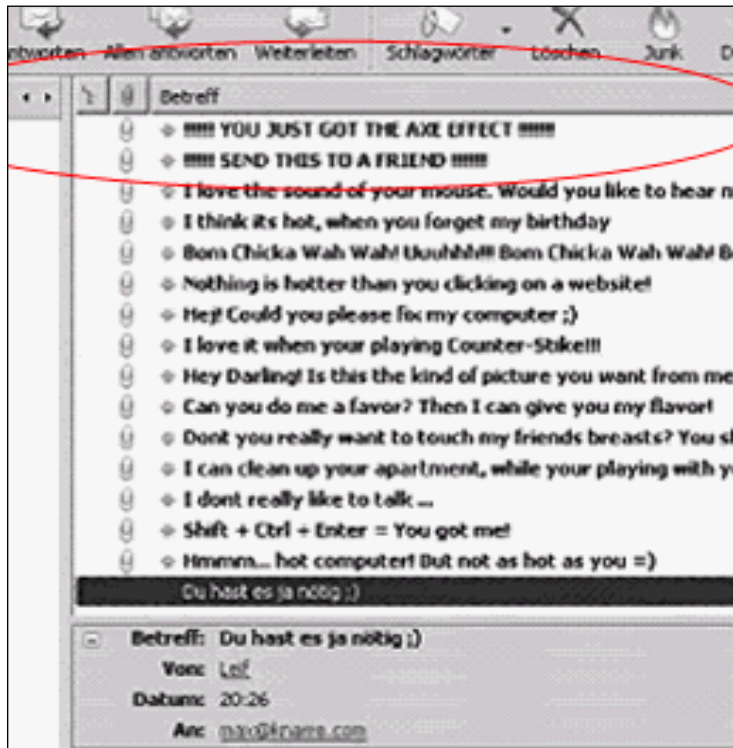 ntworten Allen antworten Weiterleiten Schlagwörter Löschen Junk D
Betreff
!!!!!! YOU JUST GOT THE AXE EFFECT !!!!!!
!!!!!! SEND THIS TO A FRIEND !!!!!!
I love the sound of your mouse. Would you like to hear
I think its hot, when you forget my birthday
Bom Chicka Wah Wah! Uuuhhh!!! Bom Chicka Wah Wah! B
Nothing is hotter than you clicking on a website!
Hej! Could you please fix my computer ;)
I love it when your playing Counter-Stike!!!
Hey Darling! Is this the kind of picture you want from me
Can you do me a favor? Then I can give you my flavor!
Dont you really want to touch my friends breasts? You s
I can clean up your apartment, while your playing with y
I dont really like to talk ...
Shift + Ctrl + Enter = You got me!
Hmmm... hot computer! But not as hot as you =)
Du hast es ja nötig ;)
Betreff: Du hast es ja nötig ;)
Von: Leif
Datum: 20:26
An: